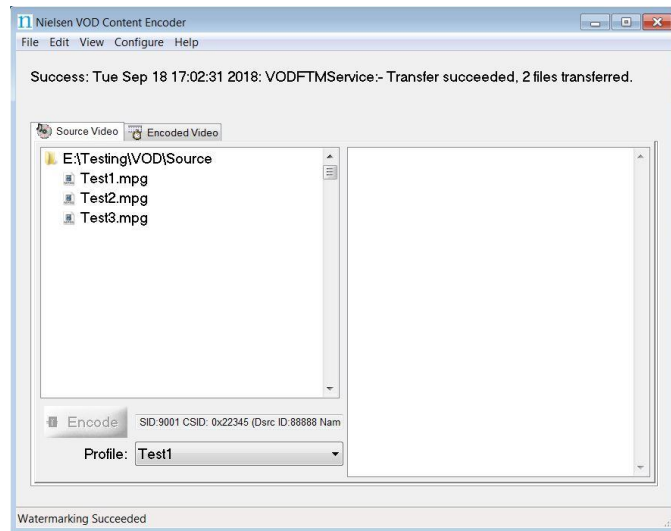 Nielsen VOD Content Encoder
File Edit View Configure Help
Success: Tue Sep 18 17:02:31 2018: VODFTMService:- Transfer succeeded, 2 files transferred.
Source Video Encoded Video
E:\Testing\VOD\Source
Test1.mpg
Test2.mpg
Test3.mpg
Encode SID:9001 CSID: 0x22345 (Dsrc ID:88888 Nam
Profile: Test1
Watermarking Succeeded